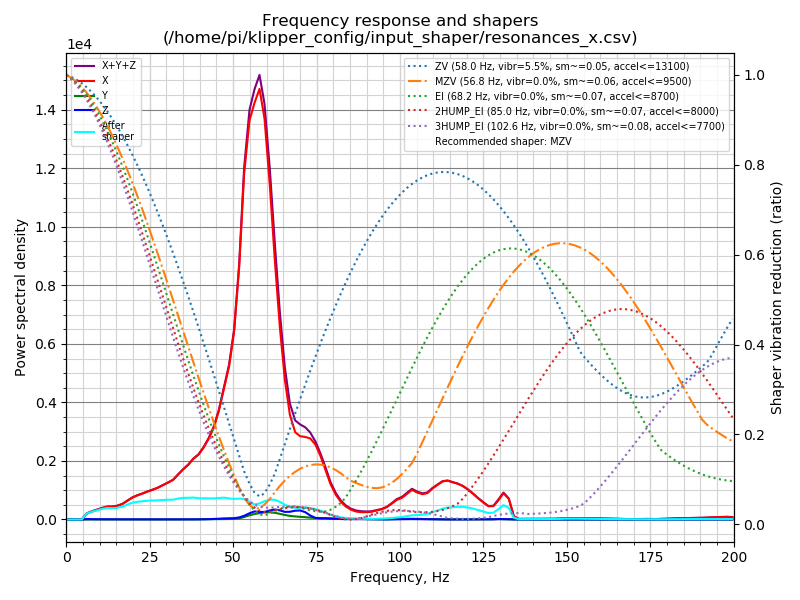 Frequency response and shapers
(/home/pi/klipper_config/input_shaper/resonances_x.csv)
1e4
X+Y+Z
X
Y
Z
After
shaper
ZV (58.0 Hz, vibr=5.5%, sm~=0.05, accel<=13100)
MZV (56.8 Hz, vibr=0.0%, sm~=0.06, accel<=9500)
EI (68.2 Hz, vibr=0.0%, sm~=0.07, accel<=8700)
2HUMP_EI (85.0 Hz, vibr=0.0%, sm~=0.07, accel<=8000)
3HUMP_EI (102.6 Hz, vibr=0.0%, sm~=0.08, accel<=7700)
Recommended shaper: MZV
Power spectral density
1.4
1.2
1.0
0.8
0.6
0.4
0.2
0.0
1.0
0.8
0.6
0.4
0.2
0.0
Shaper vibration reduction (ratio)
0 25 50 75 100 125 150 175 200
Frequency, Hz